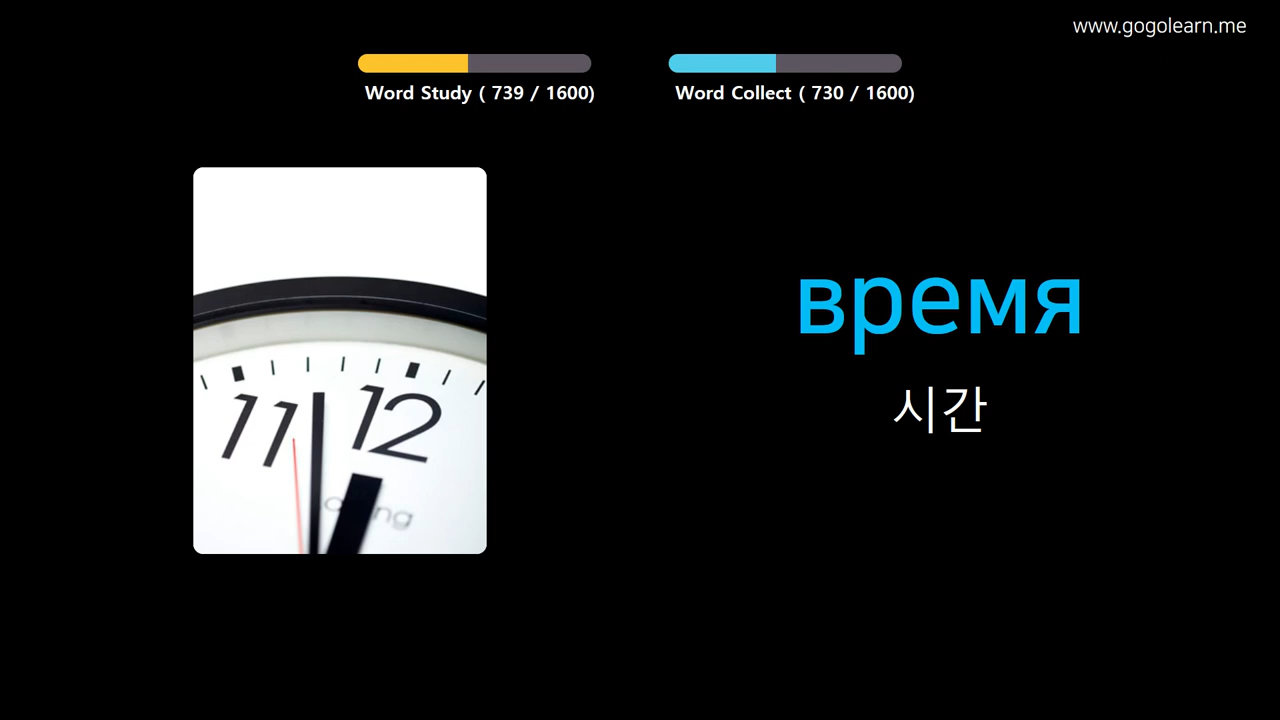 www.gogolearn.me
Word Study ( 739 / 1600)
Word Collect ( 730 / 1600)
время
시간
11
12